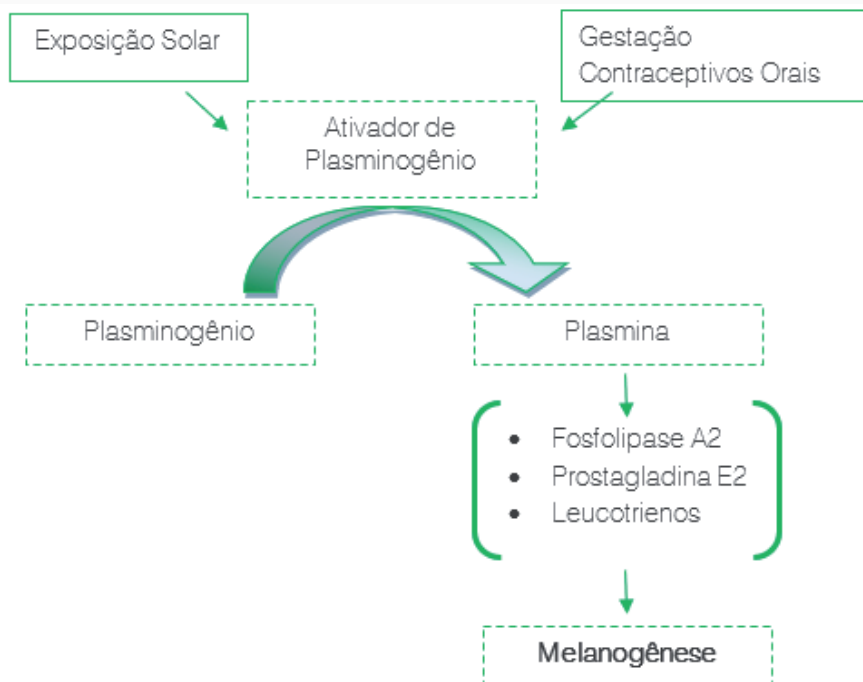 Exposição Solar
Gestação
Contraceptivos Orais
Ativador de
Plasminogênio
Plasminogênio
Plasmina
• Fosfolipase A2
• Prostagladina E2
• Leucotrienos
Melanogênese